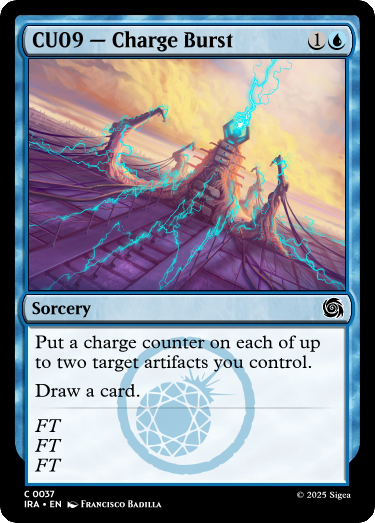 CU09 — Charge Burst 1
Sorcery
Put a charge counter on each of up
to two target artifacts you control.
Draw a card.
FT
FT
FT
C 0037
IRA • EN Francisco Badilla
© 2025 Sigea